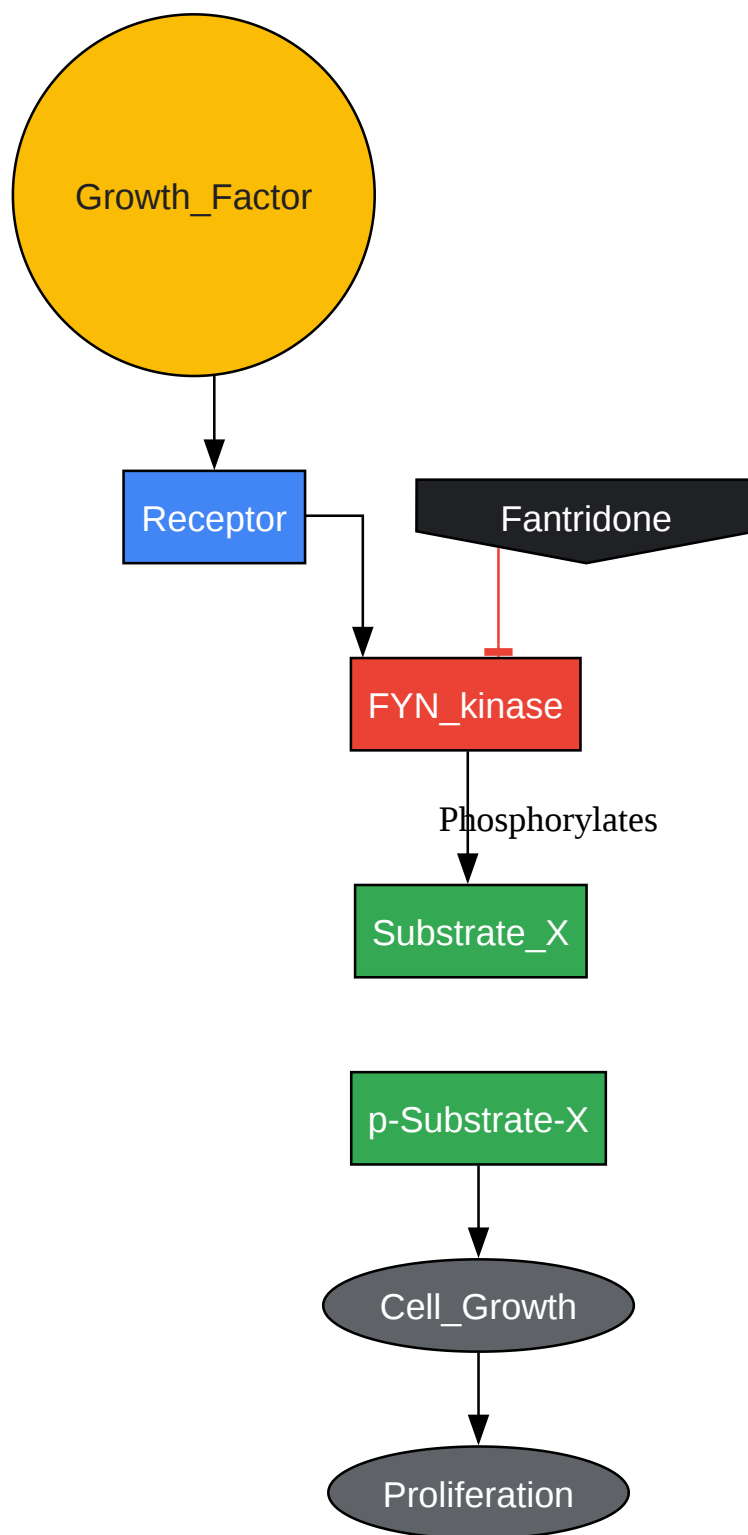 Growth_Factor
Receptor
Fantridone
FYN_kinase
Phosphorylates
Substrate_X
p-Substrate-X
Cell_Growth
Proliferation